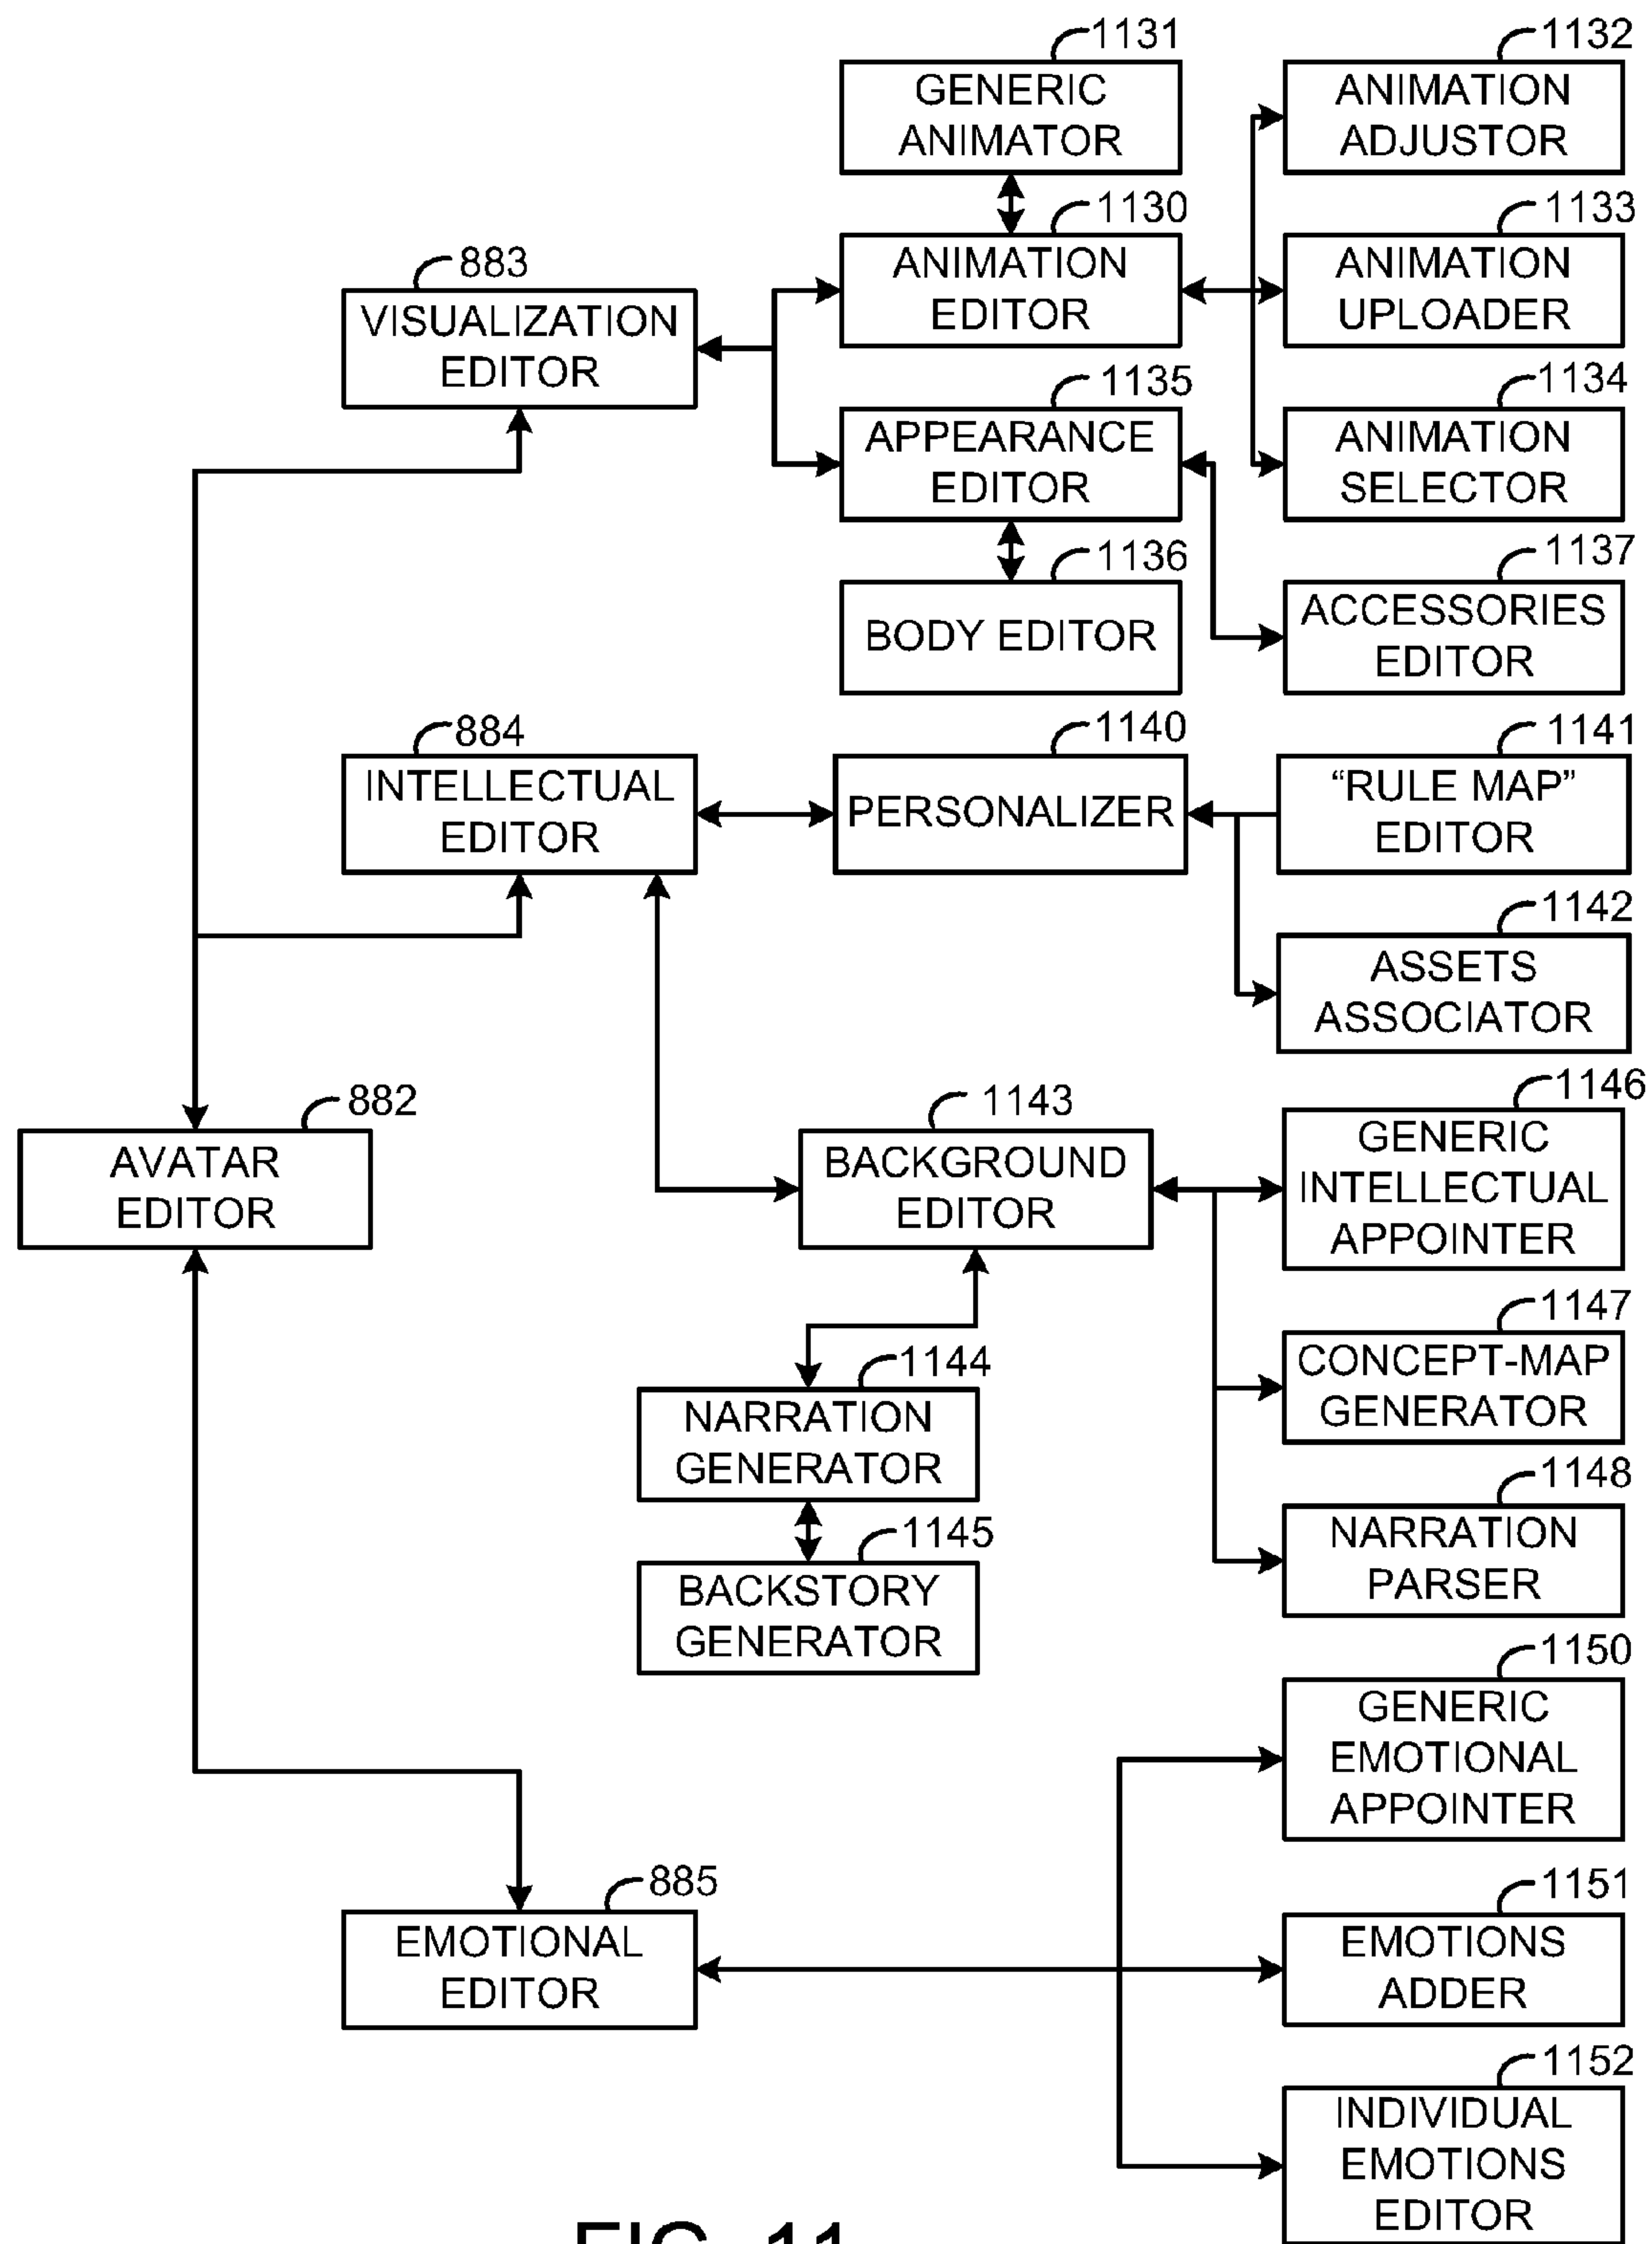 1131
GENERIC
ANIMATOR
1132
ANIMATION
ADJUSTOR
1130
ANIMATION
EDITOR
1133
ANIMATION
UPLOADER
883
VISUALIZATION
EDITOR
1135
APPEARANCE
EDITOR
1134
ANIMATION
SELECTOR
1136
BODY EDITOR
1137
ACCESSORIES
EDITOR
884
INTELLECTUAL
EDITOR
1140
PERSONALIZER
1141
“RULE MAP”
EDITOR
1142
ASSETS
ASSOCIATOR
882
AVATAR
EDITOR
1143
BACKGROUND
EDITOR
1146
GENERIC
INTELLECTUAL
APPOINTER
1147
CONCEPT-MAP
GENERATOR
1144
NARRATION
GENERATOR
1148
NARRATION
PARSER
1145
BACKSTORY
GENERATOR
1150
GENERIC
EMOTIONAL
APPOINTER
885
EMOTIONAL
EDITOR
1151
EMOTIONS
ADDER
1152
INDIVIDUAL
EMOTIONS
EDITOR
FIG. 11